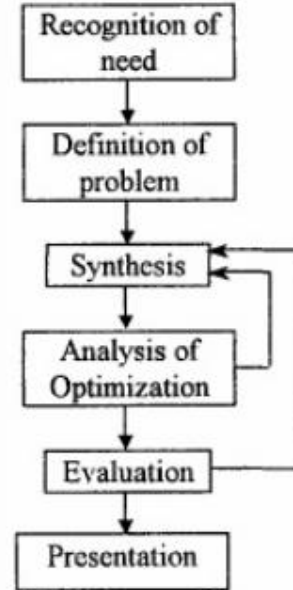 Recognition of
need
Definition of
problem
Synthesis
Analysis of
Optimization
Evaluation
Presentation